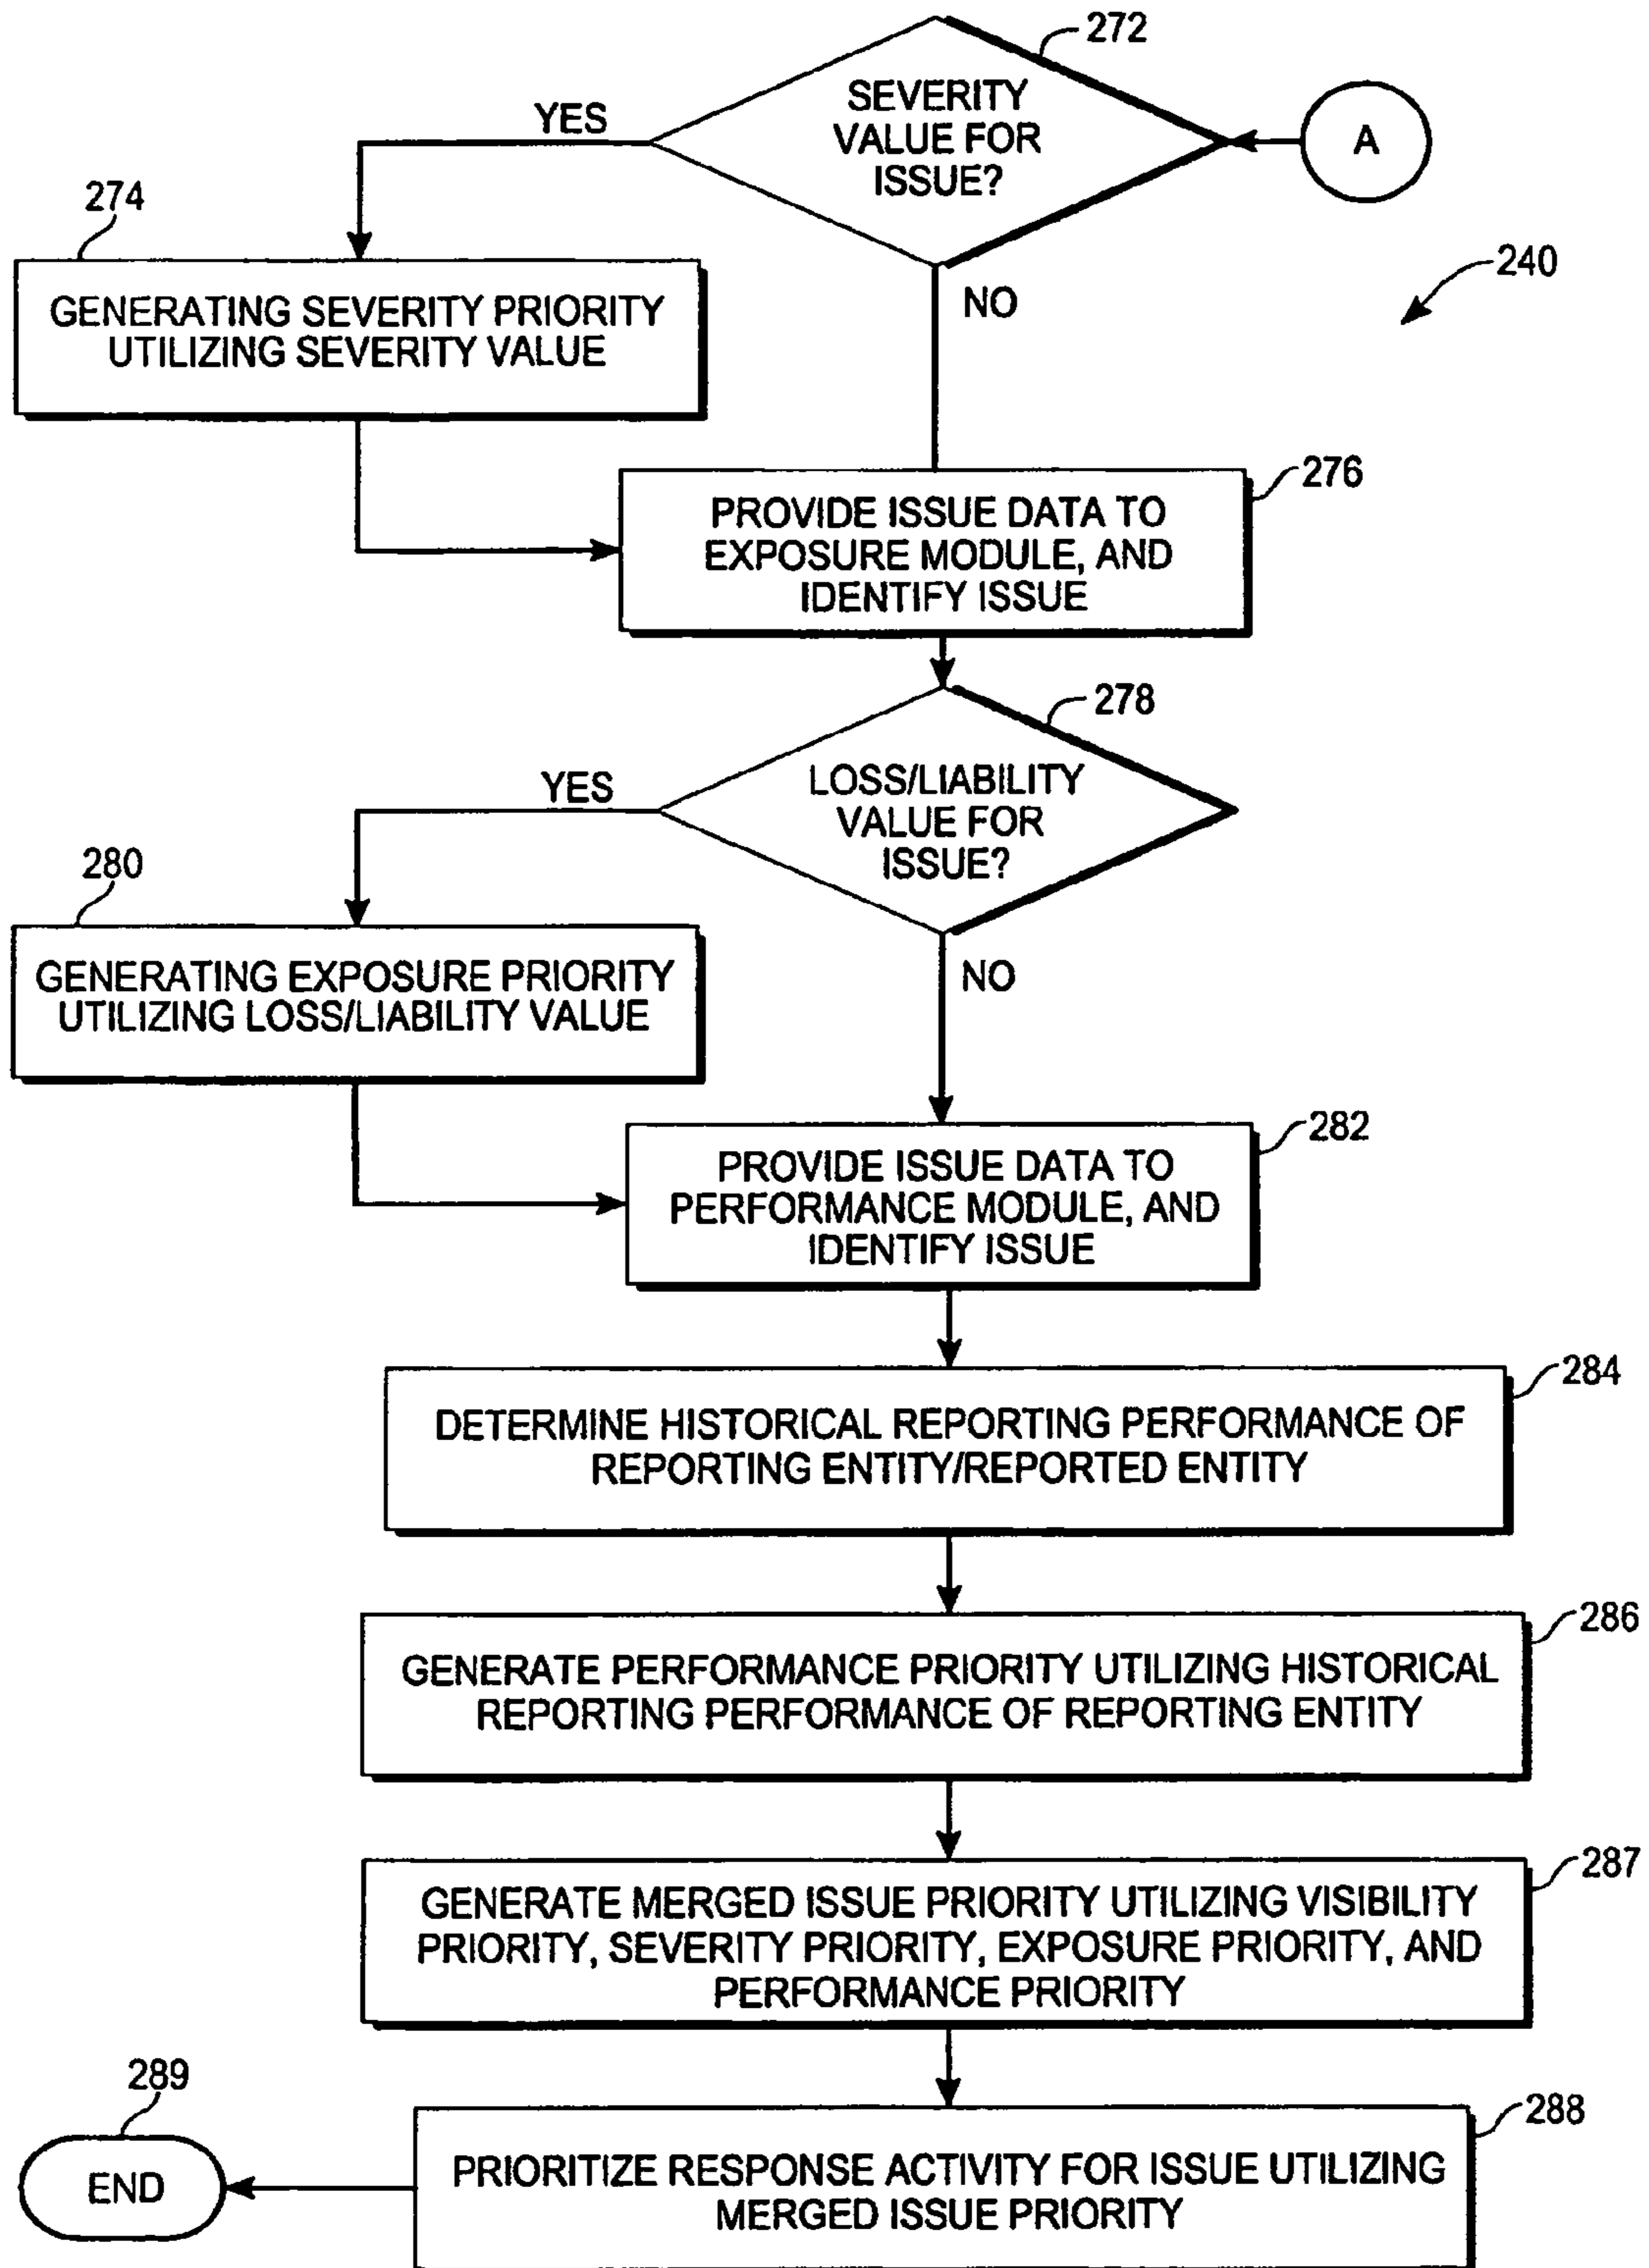 272
SEVERITY
VALUE FOR
ISSUE?
A
YES
274
240
GENERATING SEVERITY PRIORITY
UTILIZING SEVERITY VALUE
NO
276
PROVIDE ISSUE DATA TO
EXPOSURE MODULE, AND
IDENTIFY ISSUE
278
LOSS/LIABILITY
VALUE FOR
ISSUE?
YES
280
GENERATING EXPOSURE PRIORITY
UTILIZING LOSS/LIABILITY VALUE
NO
282
PROVIDE ISSUE DATA TO
PERFORMANCE MODULE, AND
IDENTIFY ISSUE
284
DETERMINE HISTORICAL REPORTING PERFORMANCE OF
REPORTING ENTITY/REPORTED ENTITY
286
GENERATE PERFORMANCE PRIORITY UTILIZING HISTORICAL
REPORTING PERFORMANCE OF REPORTING ENTITY
287
GENERATE MERGED ISSUE PRIORITY UTILIZING VISIBILITY
PRIORITY, SEVERITY PRIORITY, EXPOSURE PRIORITY, AND
PERFORMANCE PRIORITY
289
288
END
PRIORITIZE RESPONSE ACTIVITY FOR ISSUE UTILIZING
MERGED ISSUE PRIORITY